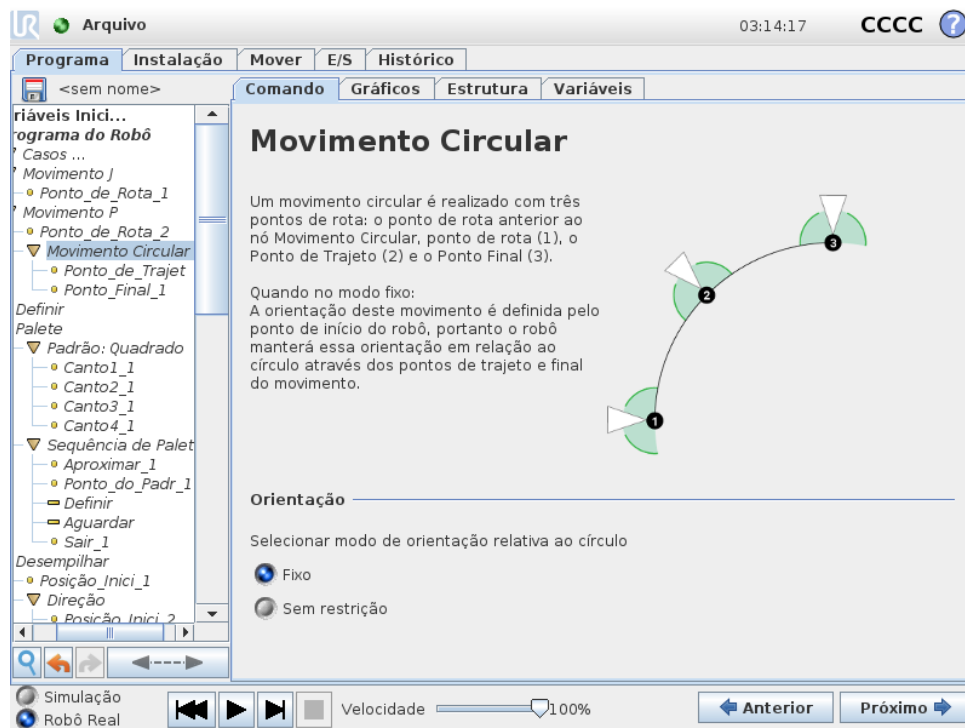 UR Arquivo 03:14:17 CCCC ?
Programa Instalação Mover E/S Histórico
<sem nome>
Comando Gráficos Estrutura Variáveis
riáveis Inici...
rograma do Robô
Casos ...
Movimento J
Ponto_de_Rota_1
Movimento P
Ponto_de_Rota_2
Movimento Circular
Ponto_de_Trajet
Ponto_Final_1
Definir
Palete
Padrão: Quadrado
Canto1_1
Canto2_1
Canto3_1
Canto4_1
Sequência de Palet
Aproximar_1
Ponto_do_Padr_1
Definir
Aguardar
Sair_1
Desempilhar
Posição_Inici_1
Direção
Posição_Inici_2
Movimento Circular
Um movimento circular é realizado com três
pontos de rota: o ponto de rota anterior ao
nó Movimento Circular, ponto de rota (1), o
Ponto de Trajeto (2) e o Ponto Final (3).
Quando no modo fixo:
A orientação deste movimento é definida pelo
ponto de início do robô, portanto o robô
manterá essa orientação em relação ao
círculo através dos pontos de trajeto e final
do movimento.
3
2
1
Orientação
Selecionar modo de orientação relativa ao círculo
Fixo
Sem restrição
Simulação
Robô Real
Velocidade 100%
Anterior
Próximo